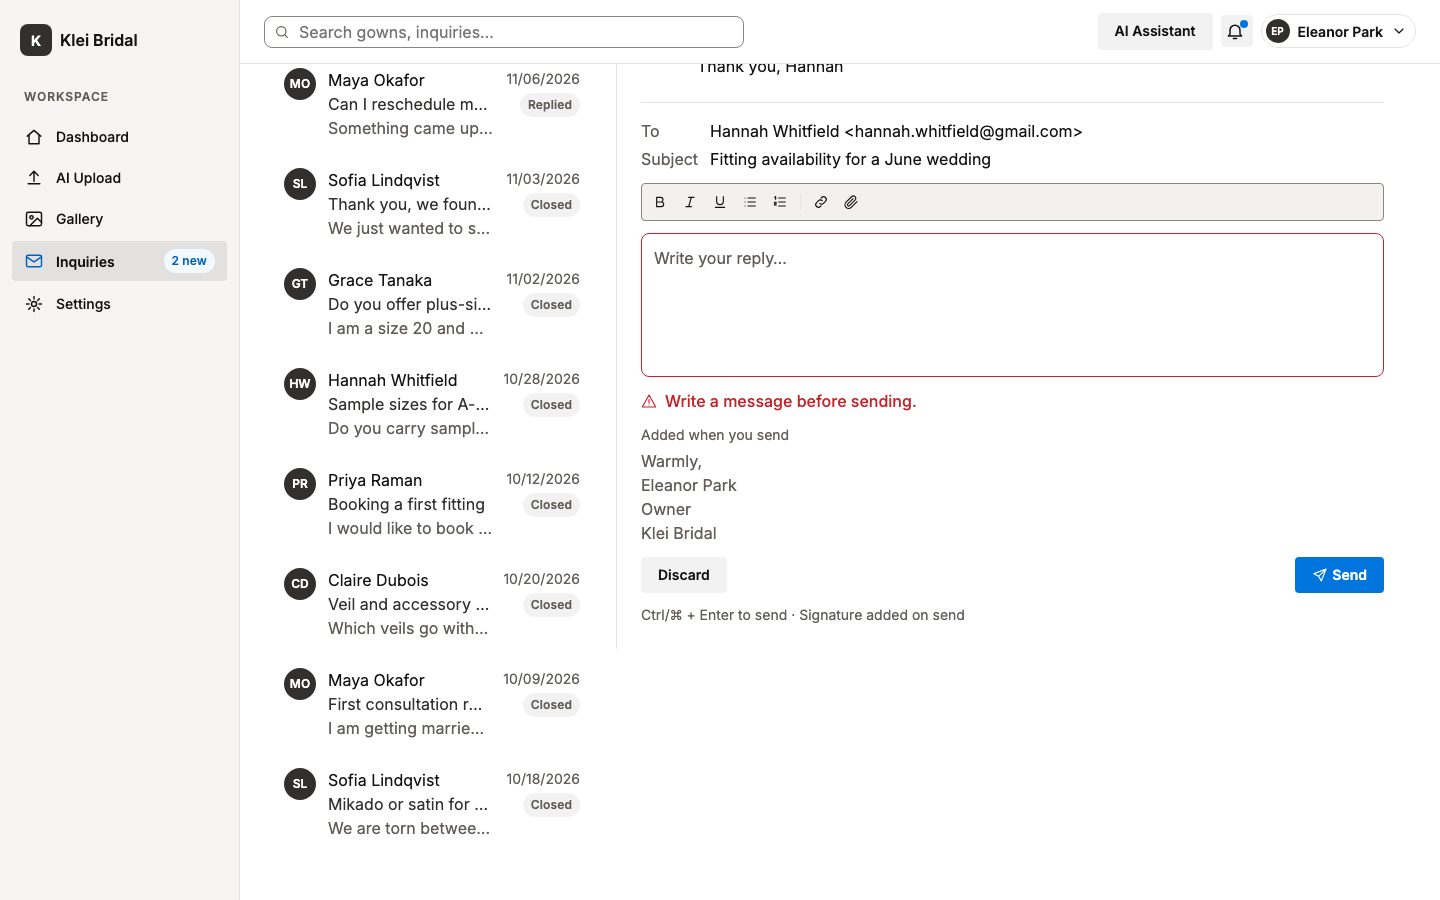 K Klei Bridal
WORKSPACE
Dashboard
AI Upload
Gallery
Inquiries 2 new
Settings
Search gowns, inquiries...
AI Assistant
EP Eleanor Park
MO Maya Okafor 11/06/2026
Can I reschedule m... Replied
Something came up...
SL Sofia Lindqvist 11/03/2026
Thank you, we foun... Closed
We just wanted to s...
GT Grace Tanaka 11/02/2026
Do you offer plus-si... Closed
I am a size 20 and ...
HW Hannah Whitfield 10/28/2026
Sample sizes for A-... Closed
Do you carry sampl...
PR Priya Raman 10/12/2026
Booking a first fitting Closed
I would like to book ...
CD Claire Dubois 10/20/2026
Veil and accessory ... Closed
Which veils go with...
MO Maya Okafor 10/09/2026
First consultation r... Closed
I am getting marrie...
SL Sofia Lindqvist 10/18/2026
Mikado or satin for ... Closed
We are torn betwee...
Thank you, Hannah
To Hannah Whitfield <hannah.whitfield@gmail.com>
Subject Fitting availability for a June wedding
B I U
Write your reply...
Write a message before sending.
Added when you send
Warmly,
Eleanor Park
Owner
Klei Bridal
Discard
Send
Ctrl/⌘ + Enter to send · Signature added on send